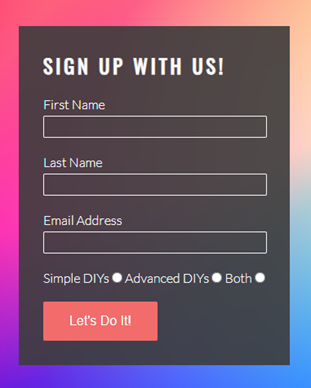 SIGN UP WITH US!
First Name
Last Name
Email Address
Simple DIYs Advanced DIYs Both
Let's Do It!